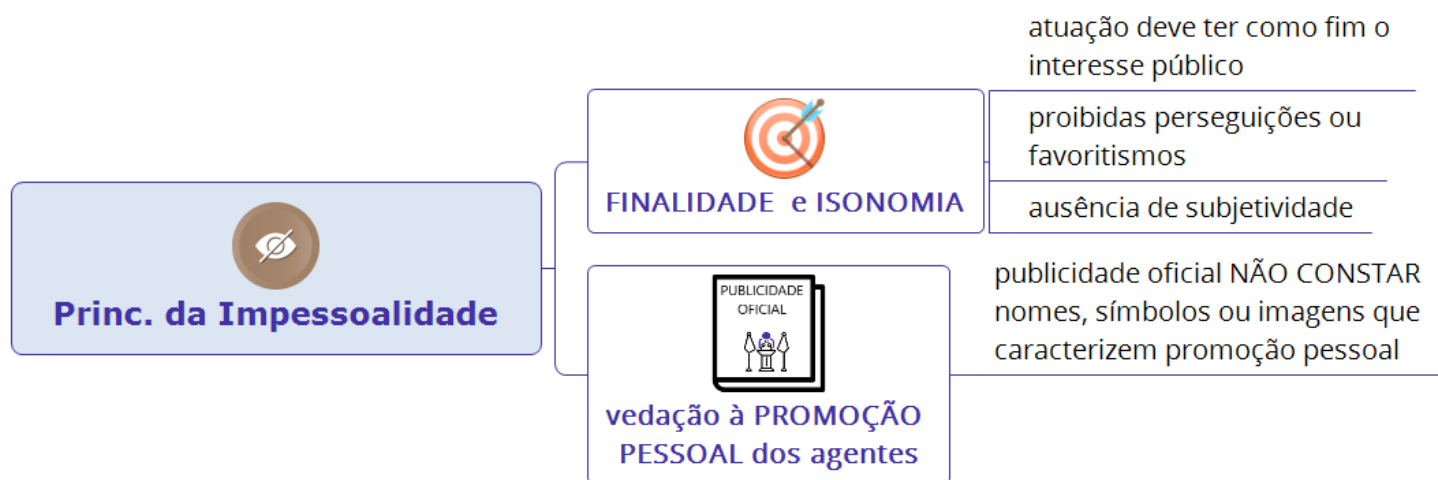 Princ. da Impessoalidade
FINALIDADE e ISONOMIA
atuação deve ter como fim o
interesse público
proibidas perseguições ou
favoritismos
ausência de subjetividade
PUBLICIDADE
OFICIAL
vedação à PROMOÇÃO
PESSOAL dos agentes
publicidade oficial NÃO CONSTAR
nomes, símbolos ou imagens que
caracterizem promoção pessoal